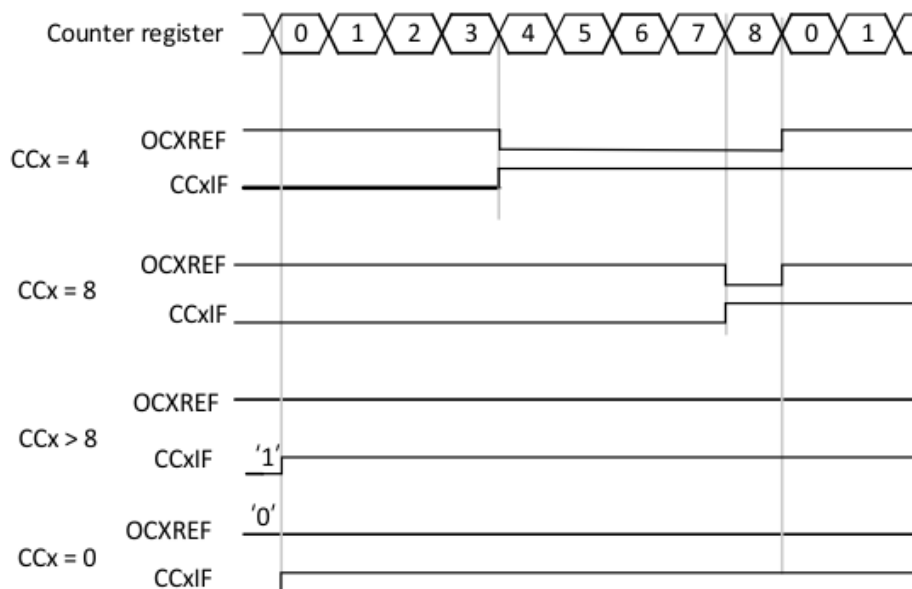 Counter register 0 1 2 3 4 5 6 7 8 0 1
OCXREF
CCx = 4
CCxIF
OCXREF
CCx = 8
CCxIF
OCXREF
CCx > 8
CCxIF '1'
'0'
OCXREF
CCx = 0
CCxIF